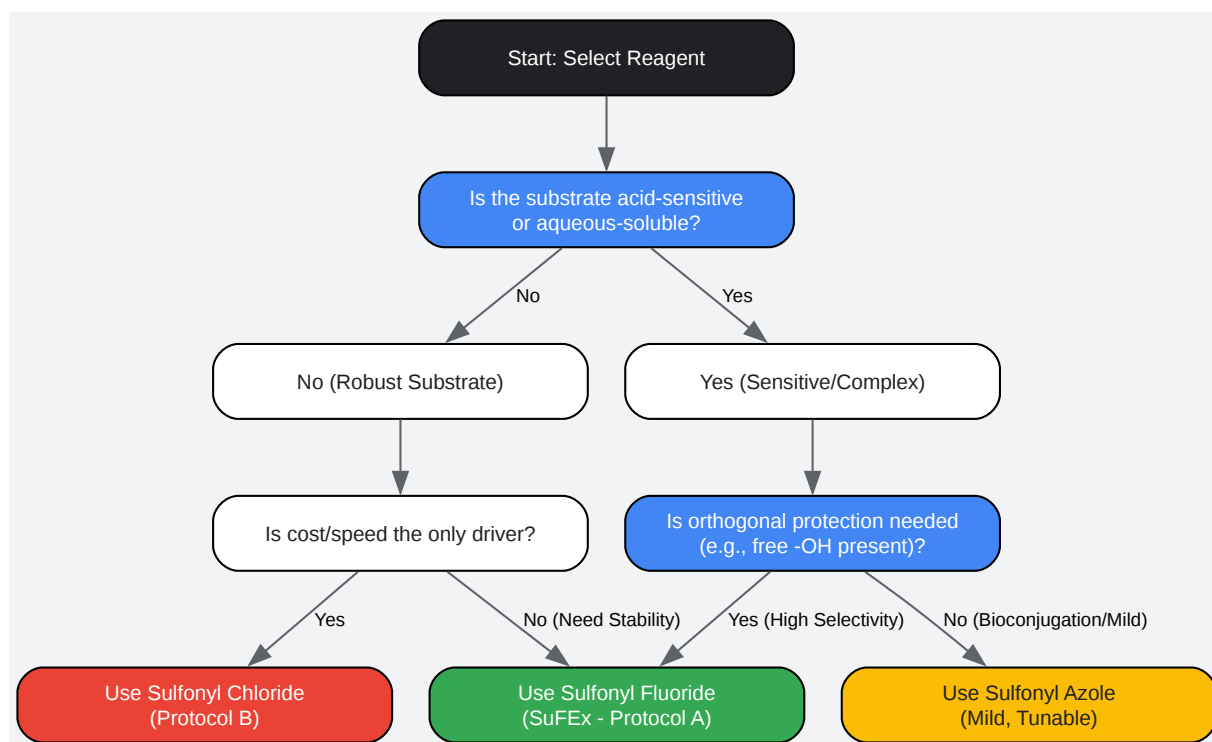 Start: Select Reagent
Is the substrate acid-sensitive
or aqueous-soluble?
No
Yes
No (Robust Substrate)
Yes (Sensitive/Complex)
Is cost/speed the only driver?
Is orthogonal protection needed
(e.g., free -OH present)?
Yes
No (Need Stability)
Yes (High Selectivity)
No (Bioconjugation/Mild)
Use Sulfonyl Chloride
(Protocol B)
Use Sulfonyl Fluoride
(SuFEx - Protocol A)
Use Sulfonyl Azole
(Mild, Tunable)